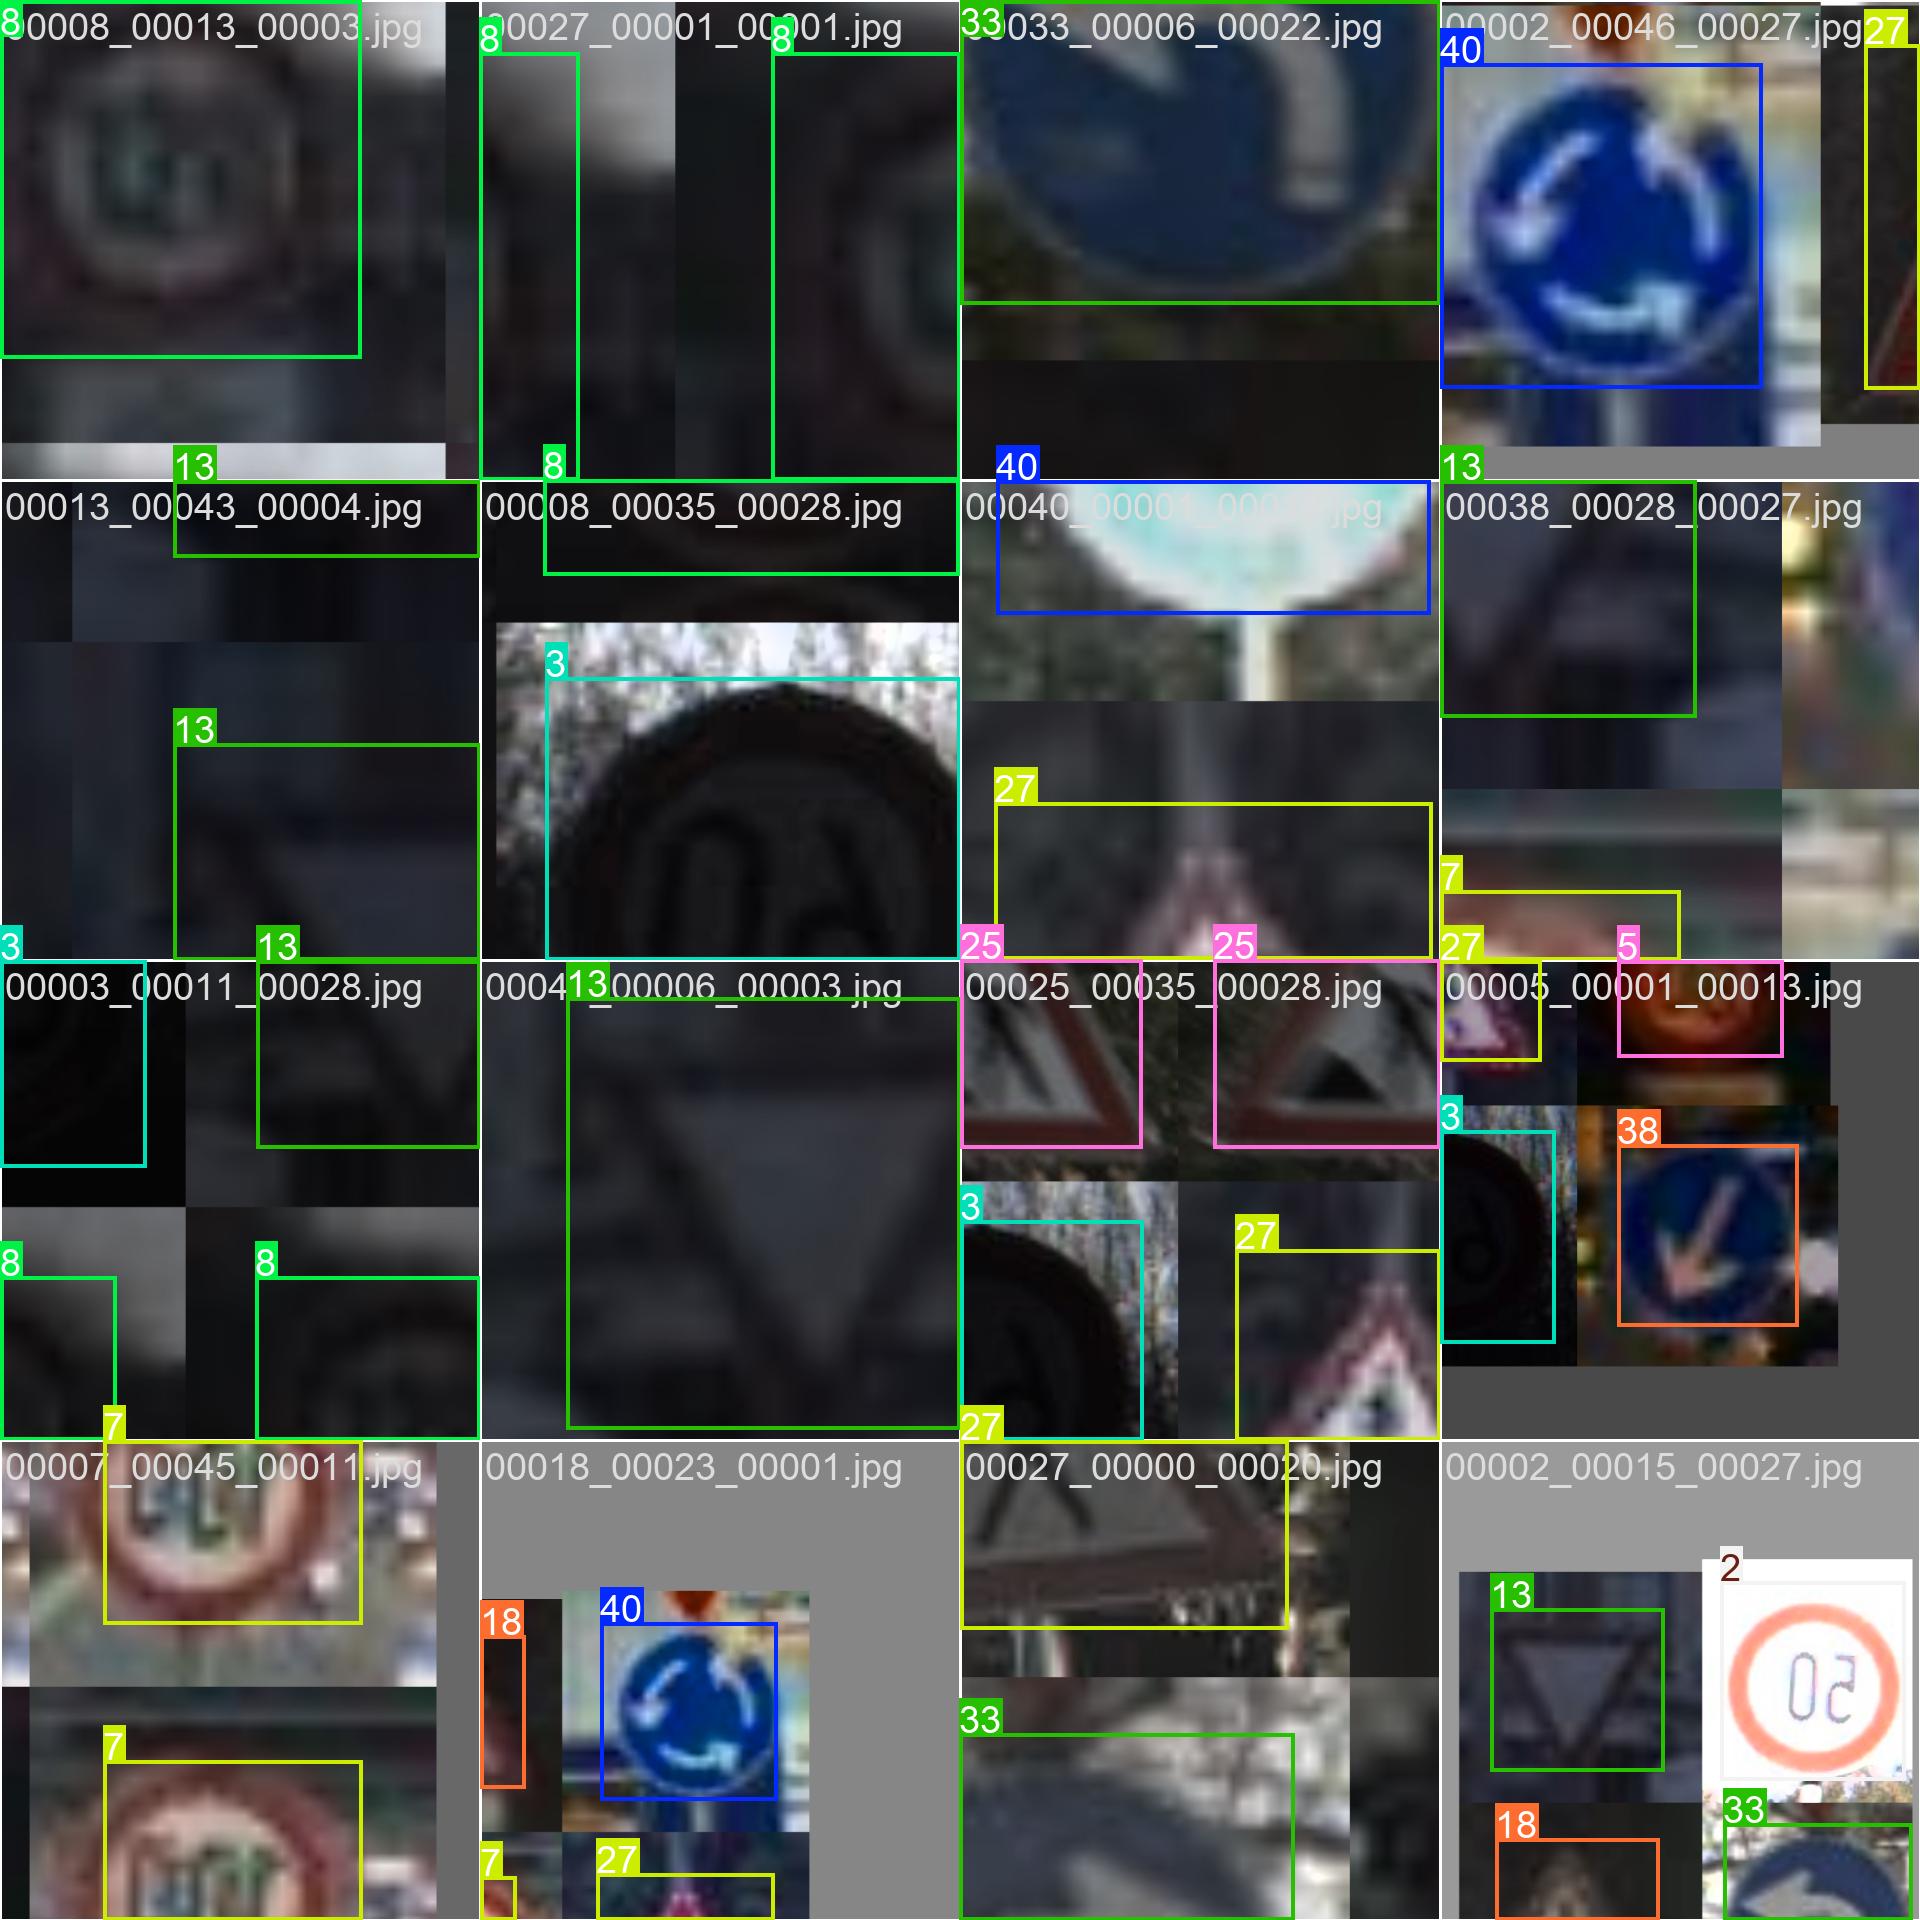 8 00008_00013_00003.jpg
8 00027_00001_00001.jpg 8
33 00033_00006_00022.jpg
40 00002_00046_00027.jpg 27
13
00013_00043_00004.jpg
13
8
00008_00035_00028.jpg
3
40
27
13
00038_00028_00027.jpg
7
3
00003_00011_00028.jpg
13
8 8
13
25 25
00025_00035_00028.jpg
3 27
27 5
00005_00001_00013.jpg
3 38
7
00007_00045_00011.jpg
7
00018_00023_00001.jpg
18 40
7 27
27
00027_00000_00020.jpg
33
00002_00015_00027.jpg
13 2
50
18 33